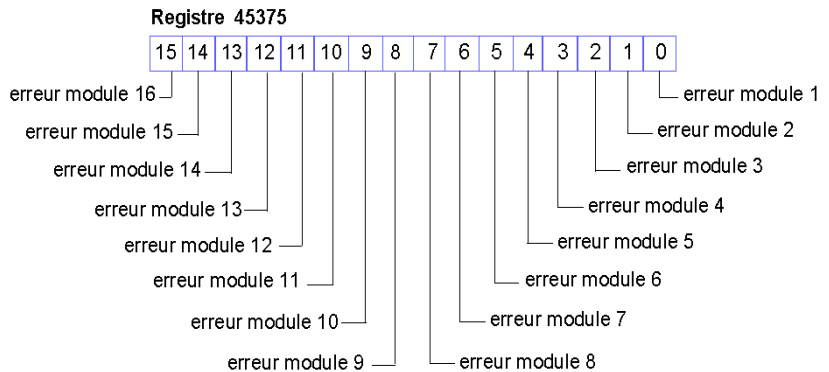 Registre 45375
15 14 13 12 11 10 9 8 7 6 5 4 3 2 1 0
erreur module 16
erreur module 1
erreur module 15
erreur module 2
erreur module 14
erreur module 3
erreur module 13
erreur module 4
erreur module 12
erreur module 5
erreur module 11
erreur module 6
erreur module 10
erreur module 7
erreur module 9
erreur module 8